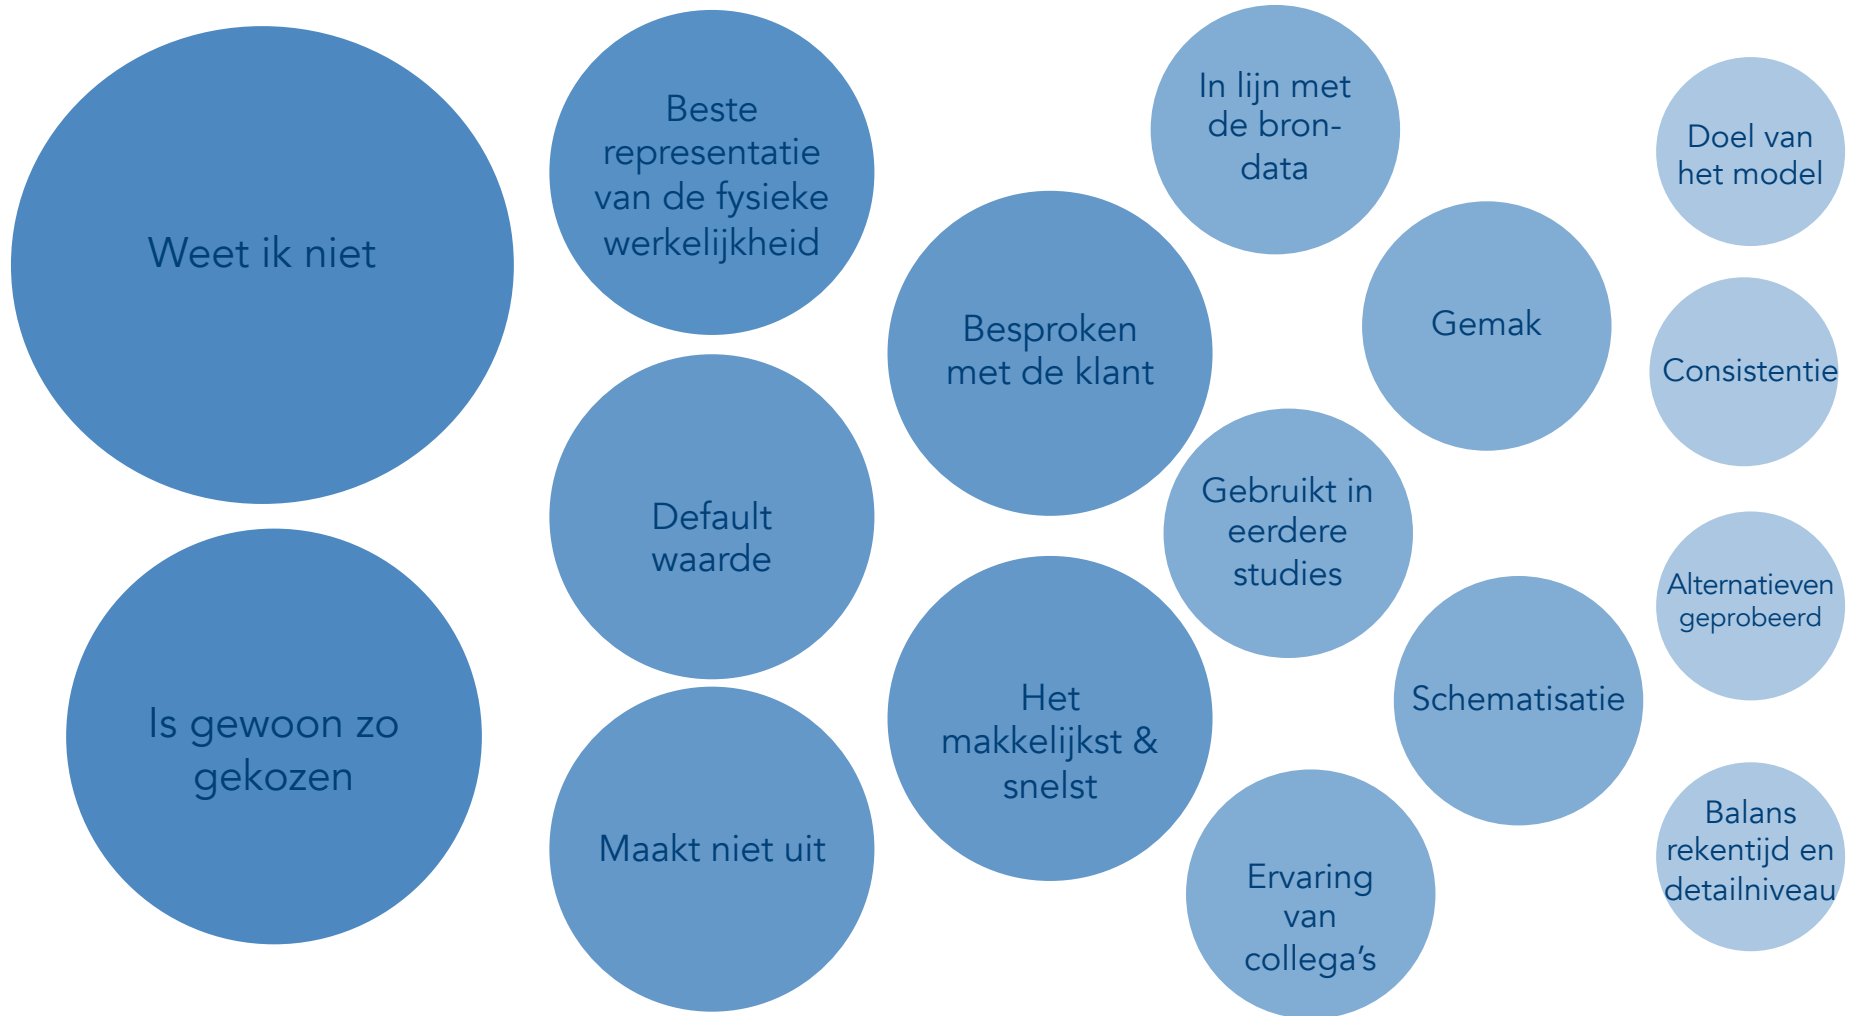 Weet ik niet
Is gewoon zo
gekozen
Beste
representatie
van de fysieke
werkelijkheid
Default
waarde
Maakt niet uit
Besproken
met de klant
Het
makkelijkst &
snelst
In lijn met
de bron-
data
Gemak
Gebruikt in
eerdere
studies
Schematisatie
Ervaring
van
collega’s
Doel van
het model
Consistentie
Alternatieven
geprobeerd
Balans
rekentijd en
detailniveau